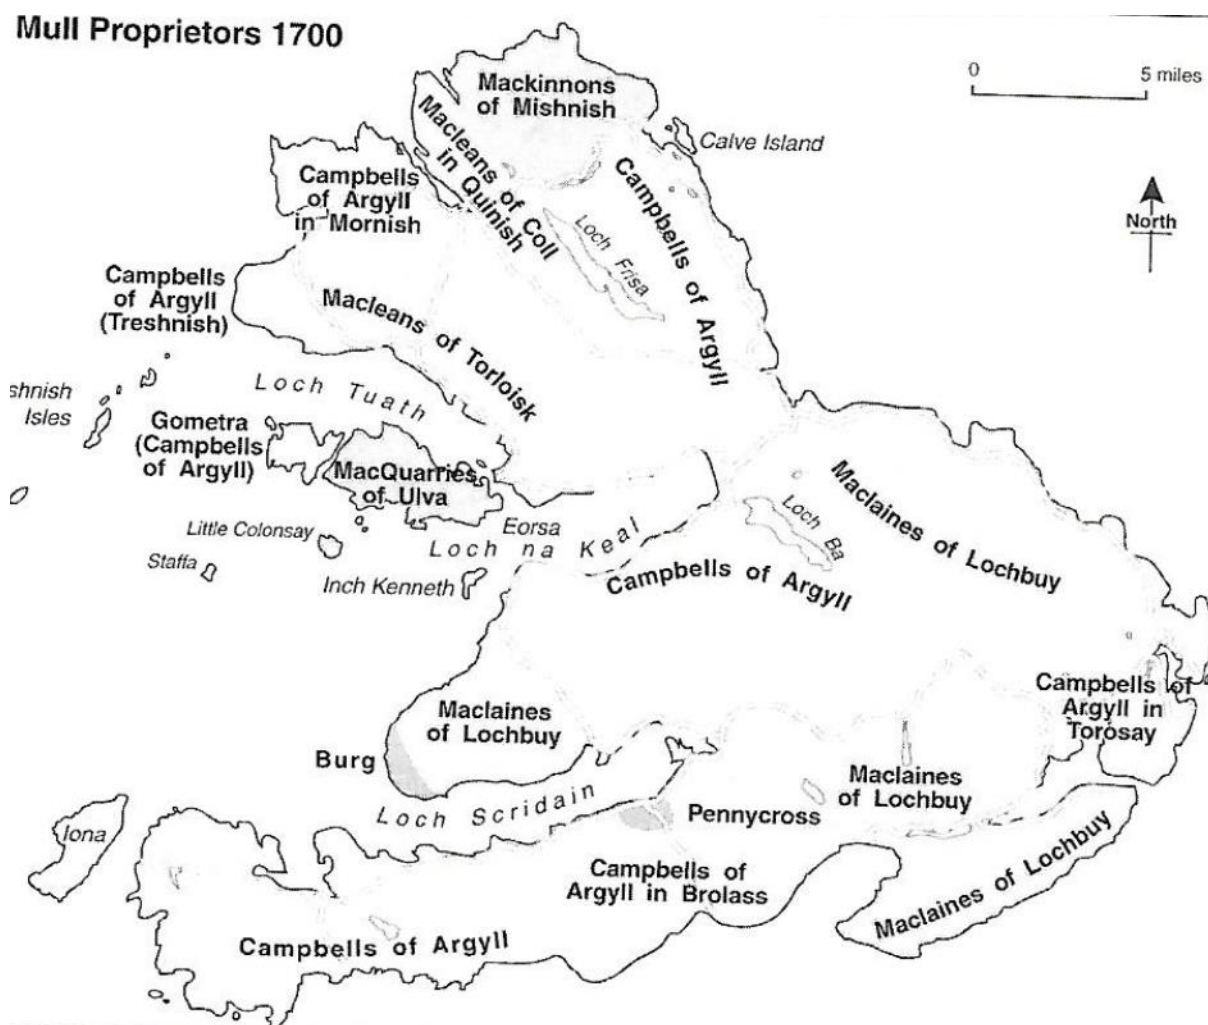 Mull Proprietors 1700
0
5 miles
North
Mackinnons
of Mishnish
Calve Island
Macleans of Coll
in Quinish
Campbells of Argyll
Campbells
of Argyll
in Mornish
Loch Frisa
Campbells
of Argyll
(Treshnish)
Macleans of Torloisk
Loch Tuath
shnish
Isles
Gometra
(Campbells
of Argyll)
MacQuarries
of Ulva
Maclaines of Lochbuy
Loch Ba
Little Colonsay
Eorsa
Loch na Keal
Staffa
Inch Kenneth
Campbells of Argyll
Campbells of
Argyll in
Torosay
Maclaines
of Lochbuy
Burg
Maclaines
of Lochbuy
Loch Scridain
Pennycross
Iona
Campbells of
Argyll in Brolass
Maclaines of Lochbuy
Campbells of Argyll